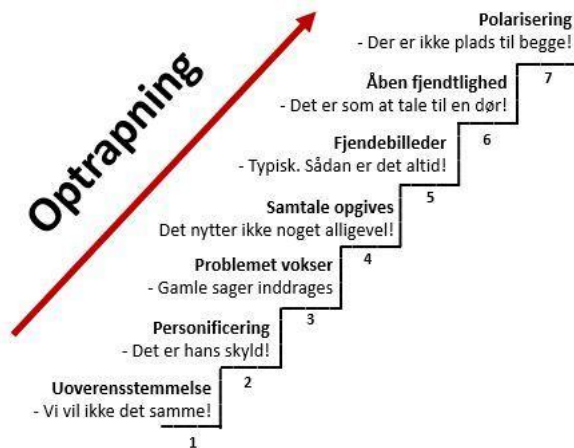 Optrapning
Polarisering
- Der er ikke plads til begge!
7
Åben fjendtlighed
- Det er som at tale til en dør!
6
Fjendebilleder
- Typisk. Sådan er det altid!
5
Samtale opgives
Det nytter ikke noget alligevel!
4
Problemet vokser
- Gamle sager inddrages
3
Personificering
- Det er hans skyld!
2
Uoverensstemmelse
- Vi vil ikke det samme!
1